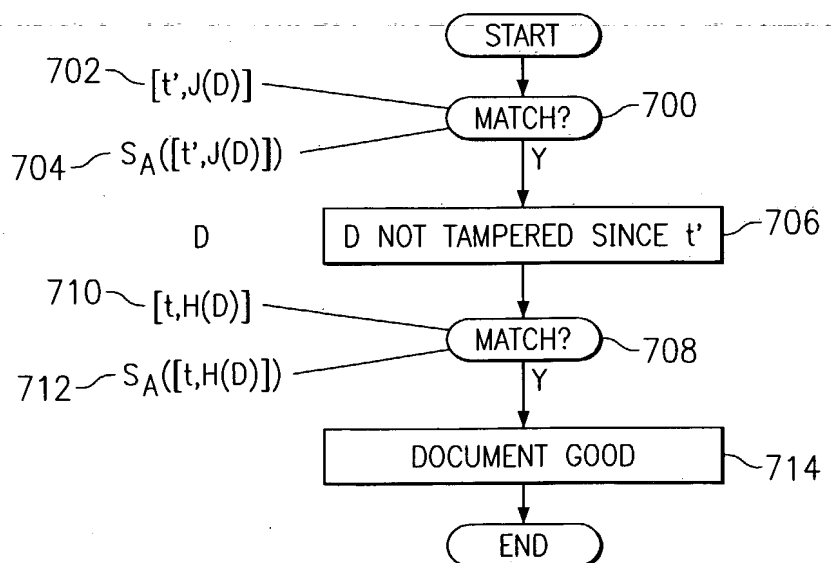 START
702 [t',J(D)]
MATCH? 700
704 S_A([t',J(D)])
Y
D D NOT TAMPERED SINCE t' 706
710 [t,H(D)]
MATCH? 708
712 S_A([t,H(D)])
Y
DOCUMENT GOOD 714
END